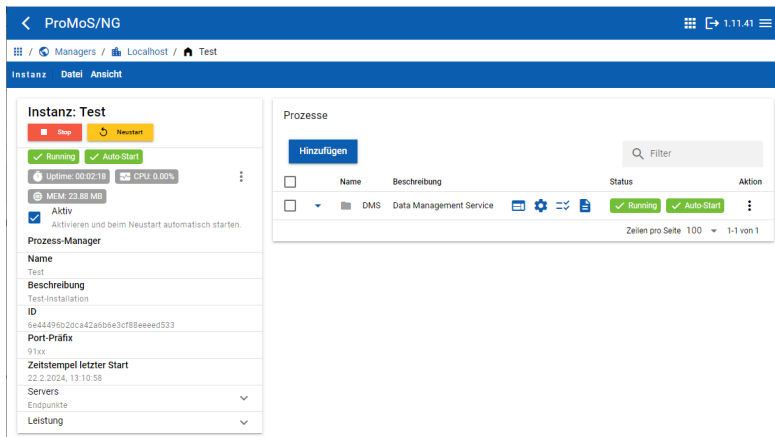 ProMoS/NG
1.11.41
/ Managers / Localhost / Test
Instanz Datei Ansicht
Instanz: Test
Stop Neustart
Running Auto-Start
Uptime: 00:02:18 CPU: 0.00%
MEM: 23.88 MB
Aktiv
Aktivieren und beim Neustart automatisch starten.
Prozess-Manager
Name
Test
Beschreibung
Test-Installation
ID
6e44496b2dca42a6b6e3cf88eeeed533
Port-Präfix
91xx
Zeitstempel letzter Start
22.2.2024, 13:10:58
Servers
Endpunkte
Leistung
Prozesse
Hinzufügen
Filter
Name Beschreibung Status Aktion
DMS Data Management Service Running Auto-Start
Zeilen pro Seite 100 1-1 von 1